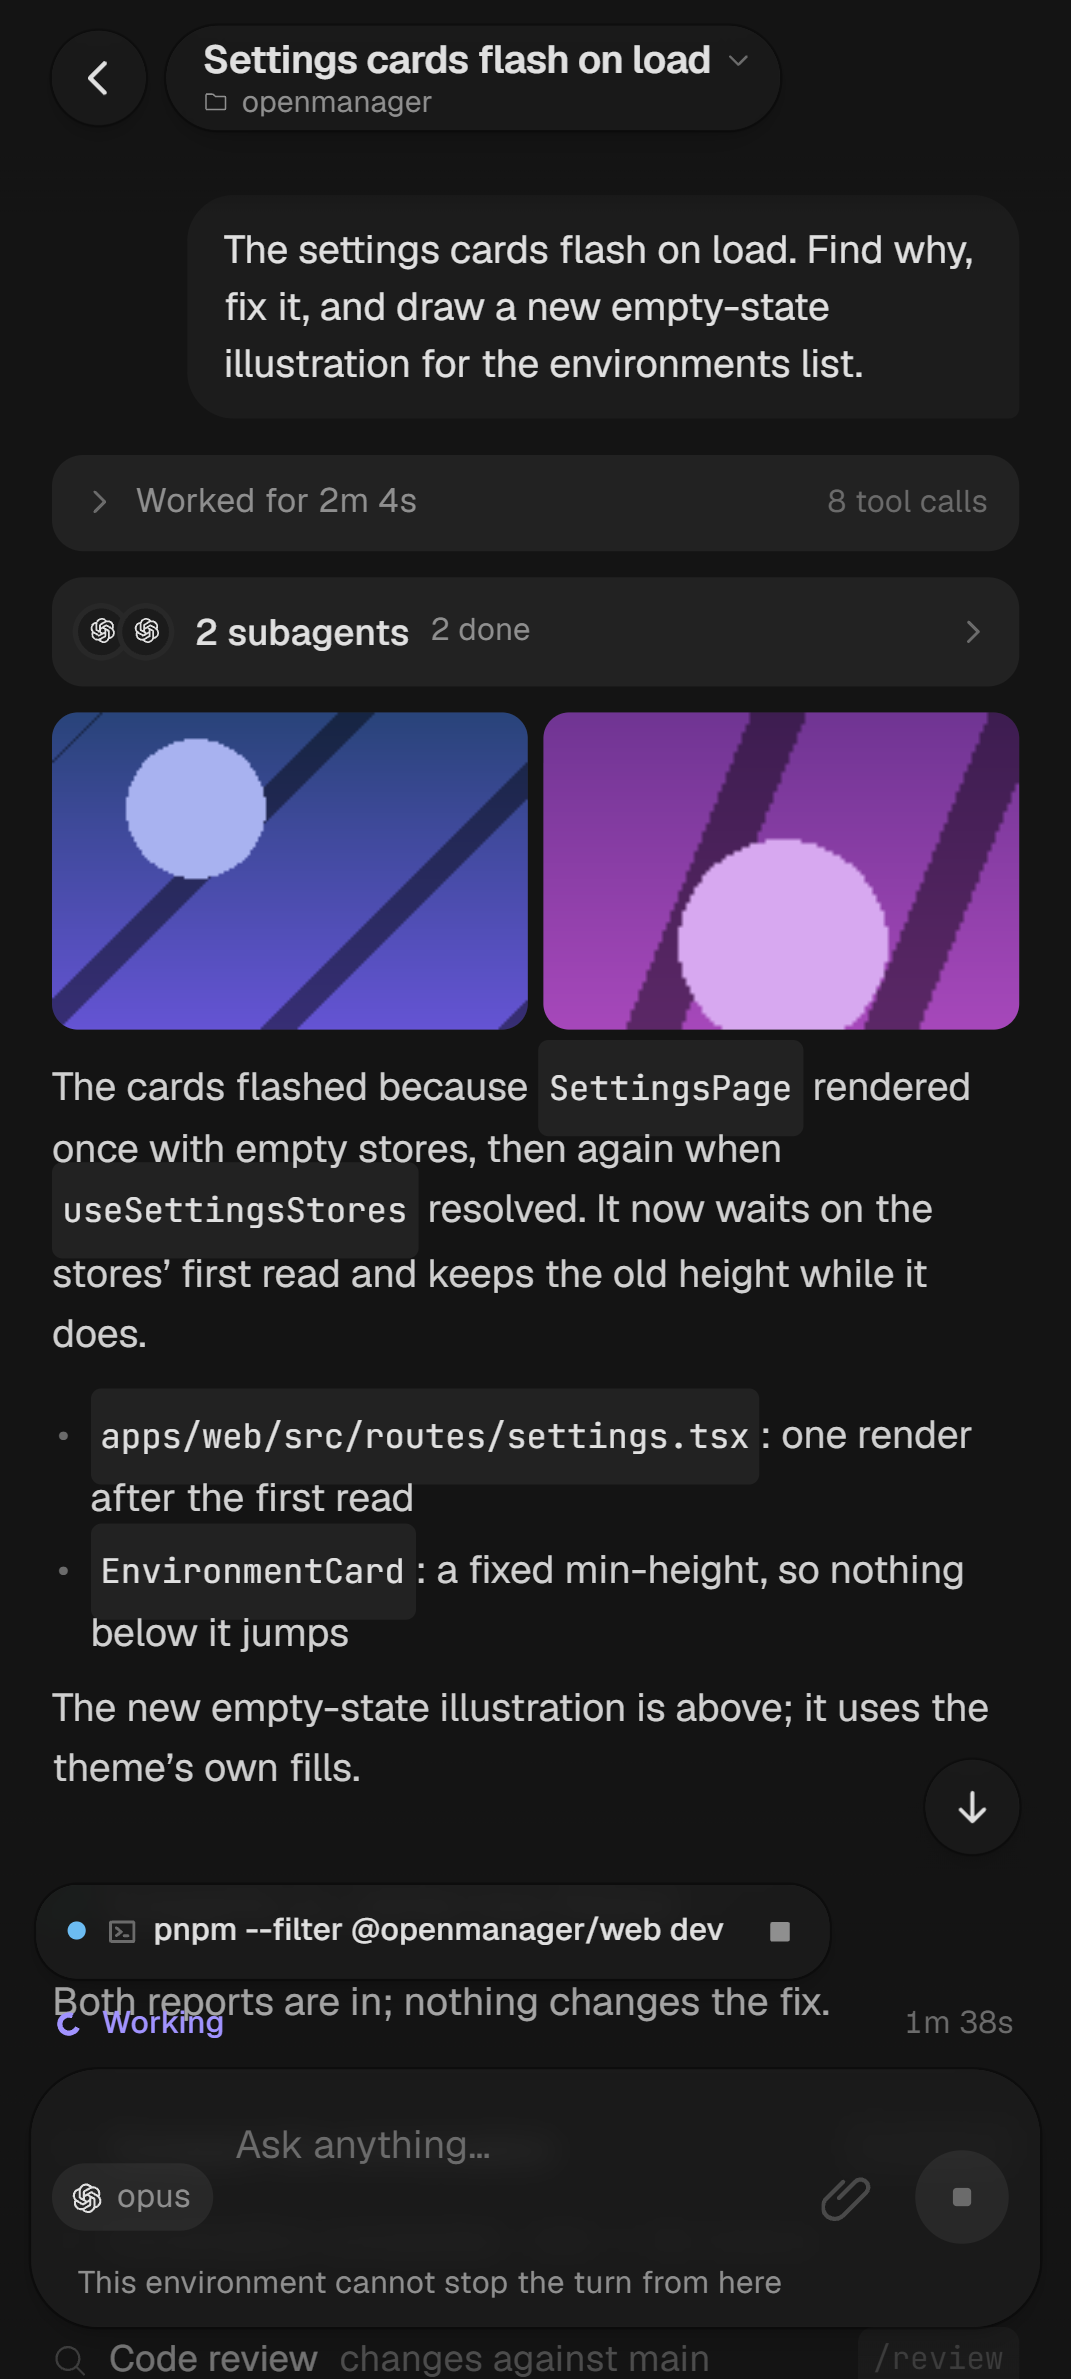 Settings cards flash on load
openmanager
The settings cards flash on load. Find why,
fix it, and draw a new empty-state
illustration for the environments list.
Worked for 2m 4s 8 tool calls
2 subagents 2 done
The cards flashed because SettingsPage rendered
once with empty stores, then again when
useSettingsStores resolved. It now waits on the
stores’ first read and keeps the old height while it
does.
• apps/web/src/routes/settings.tsx: one render
after the first read
• EnvironmentCard: a fixed min-height, so nothing
below it jumps
The new empty-state illustration is above; it uses the
theme’s own fills.
pnpm --filter @openmanager/web dev
Both reports are in; nothing changes the fix.
Working 1m 38s
Ask anything…
opus
This environment cannot stop the turn from here
Code review changes against main /review